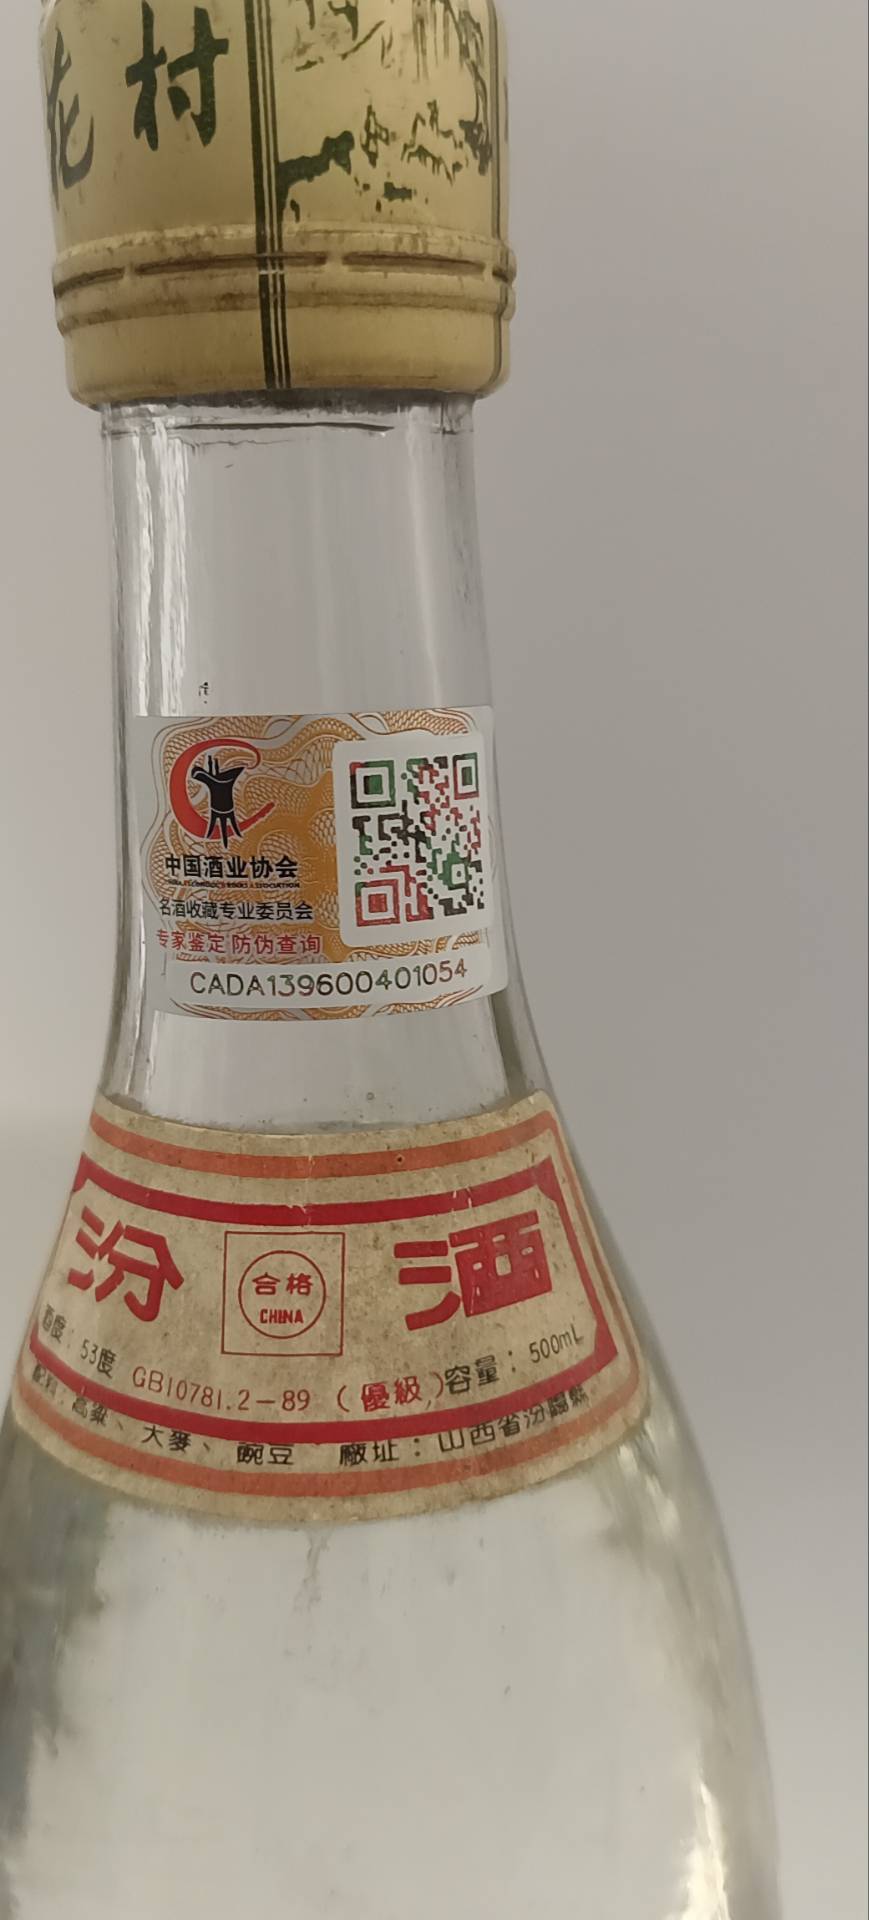 花村
中国酒业协会
名酒收藏专业委员会
专家鉴定 防伪查询
CADA139600401054
汾酒
合格
CHINA
酒度：53度 GB10781.2-89 (優級) 容量：500mL
配料：高粱、大麥、豌豆 廠址：山西省汾陽縣